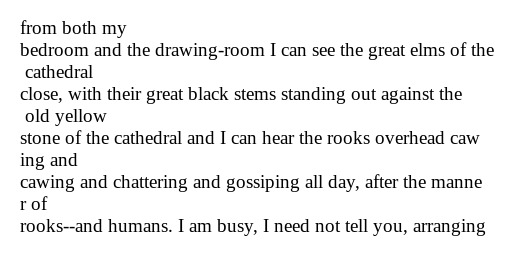 from both my
bedroom and the drawing-room I can see the great elms of the
cathedral
close, with their great black stems standing out against the
old yellow
stone of the cathedral and I can hear the rooks overhead caw
ing and
cawing and chattering and gossiping all day, after the manne
r of
rooks--and humans. I am busy, I need not tell you, arranging